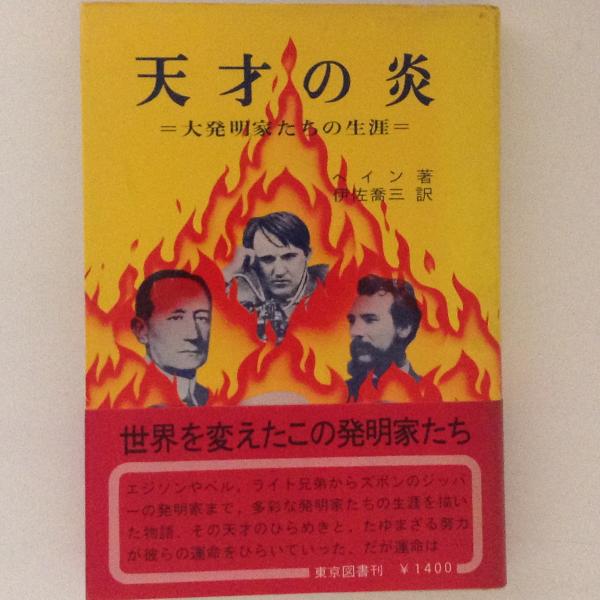 天才の炎
=大発明家たちの生涯=
ヘイン 著
伊佐喬三 訳
世界を変えたこの発明家たち
エジソンやベル，ライト兄弟からズボンのジッパ
ーの発明家まで，多彩な発明家たちの生涯を描い
た物語．その天才のひらめきと，たゆまざる努力
が彼らの運命をひらいていった．だが運命は…
東京図書刊 ￥1400